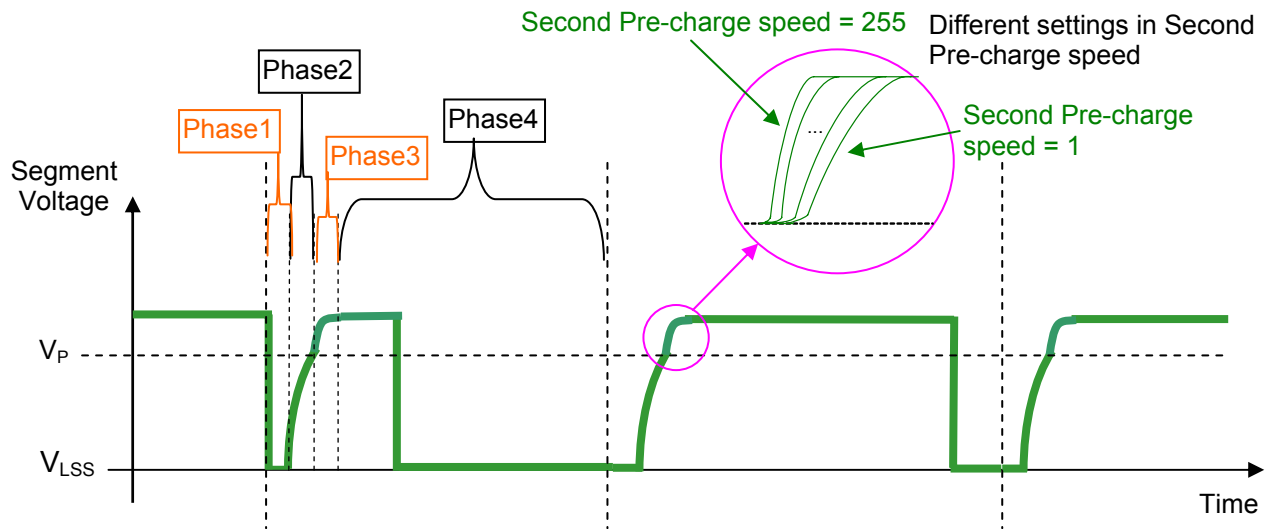 Second Pre-charge speed = 255
Different settings in Second
Pre-charge speed
Phase2
Phase1
Phase4
Phase3
...
Second Pre-charge
speed = 1
Segment
Voltage
VP
VLSS
Time